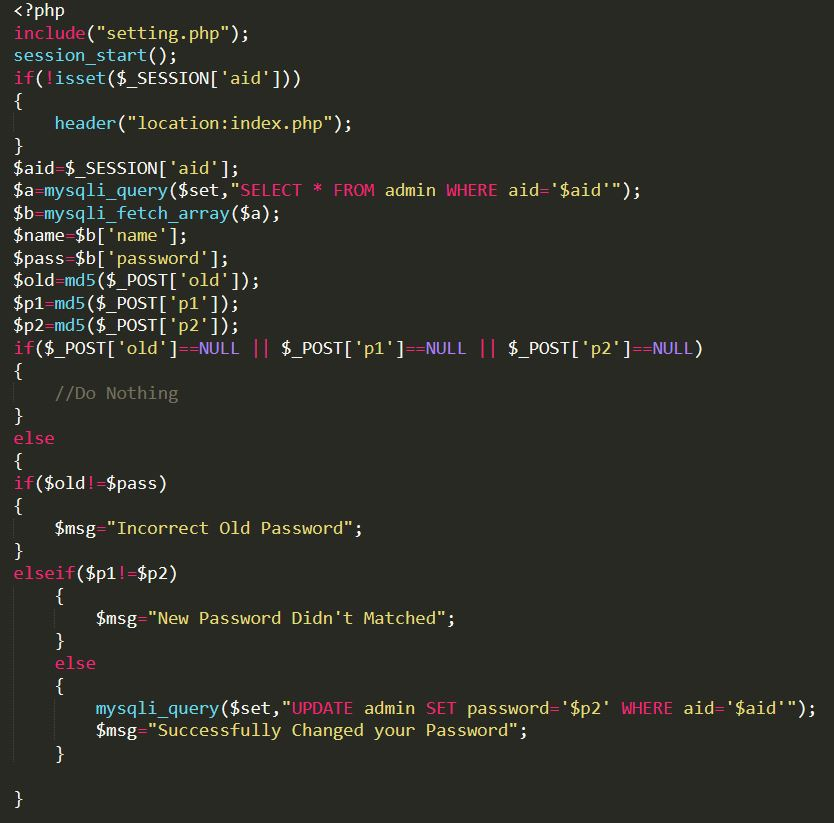 <?php
include("setting.php");
session_start();
if(!isset($_SESSION['aid']))
{
    header("location:index.php");
}
$aid=$_SESSION['aid'];
$a=mysqli_query($set,"SELECT * FROM admin WHERE aid='$aid'");
$b=mysqli_fetch_array($a);
$name=$b['name'];
$pass=$b['password'];
$old=md5($_POST['old']);
$p1=md5($_POST['p1']);
$p2=md5($_POST['p2']);
if($_POST['old']==NULL || $_POST['p1']==NULL || $_POST['p2']==NULL)
{
    //Do Nothing
}
else
{
if($old!=$pass)
{
    $msg="Incorrect Old Password";
}
elseif($p1!=$p2)
    {
        $msg="New Password Didn't Matched";
    }
    else
    {
        mysqli_query($set,"UPDATE admin SET password='$p2' WHERE aid='$aid'");
        $msg="Successfully Changed your Password";
    }

}